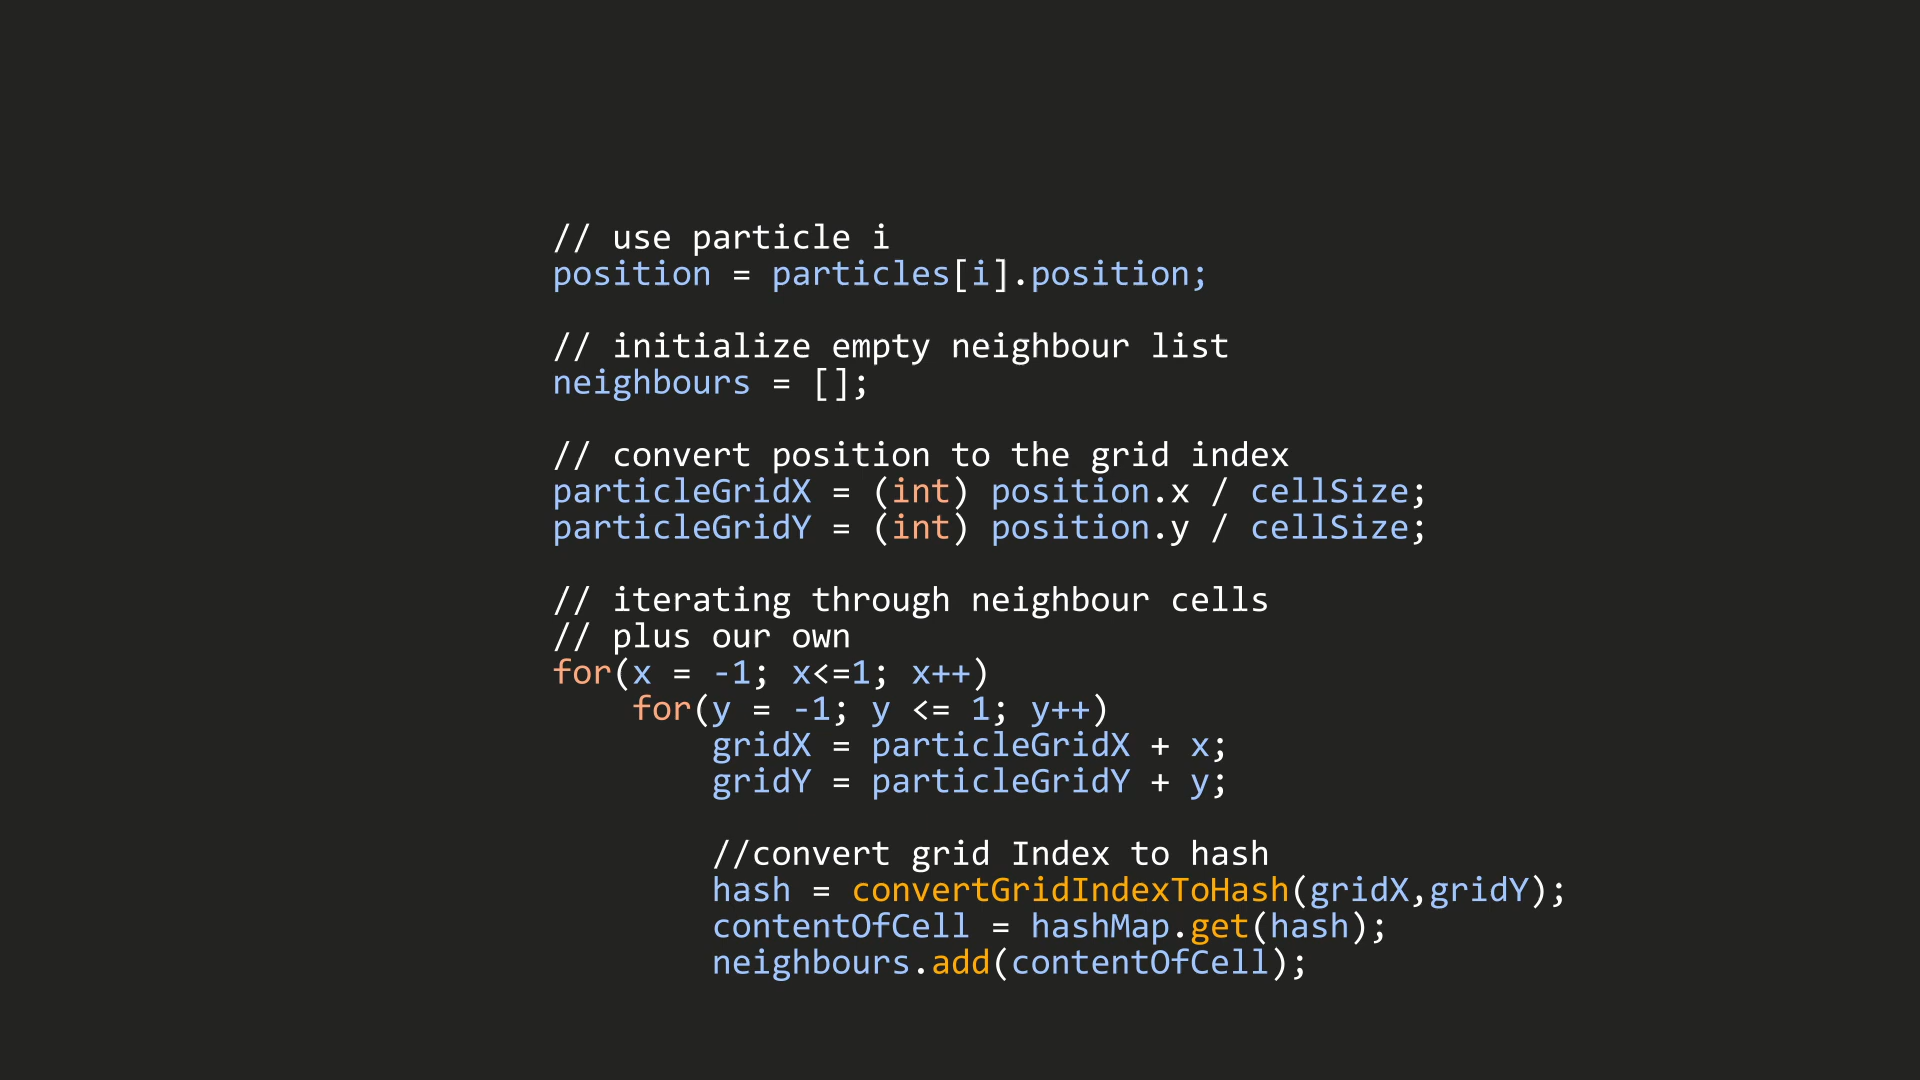 // use particle i
position = particles[i].position;
// initialize empty neighbour list
neighbours = [];
// convert position to the grid index
particleGridX = (int) position.x / cellSize;
particleGridY = (int) position.y / cellSize;
// iterating through neighbour cells
// plus our own
for(x = -1; x<=1; x++)
for(y = -1; y <= 1; y++)
gridX = particleGridX + x;
gridY = particleGridY + y;
//convert grid Index to hash
hash = convertGridIndexToHash(gridX,gridY);
contentOfCell = hashMap.get(hash);
neighbours.add(contentOfCell);